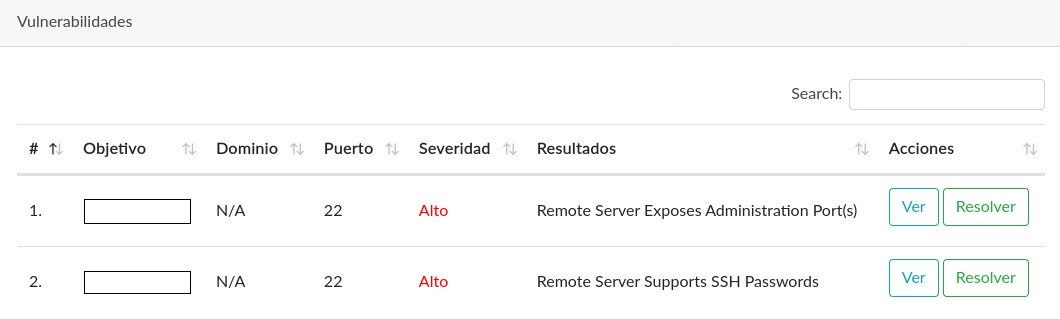 Vulnerabilidades
Search:
# Objetivo Dominio Puerto Severidad Resultados Acciones
1. N/A 22 Alto Remote Server Exposes Administration Port(s) Ver Resolver
2. N/A 22 Alto Remote Server Supports SSH Passwords Ver Resolver